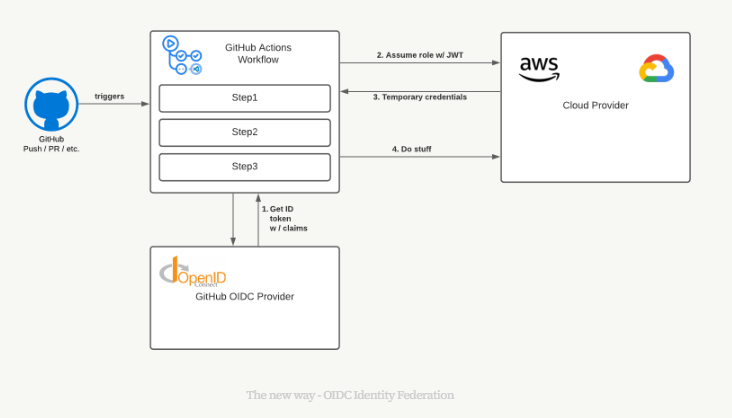 GitHub Actions
Workflow
Step1
Step2
Step3
triggers
GitHub
Push / PR / etc.
2. Assume role w/ JWT
3. Temporary credentials
4. Do stuff
aws
Cloud Provider
1. Get ID
token
w / claims
OpenID
Connect
GitHub OIDC Provider
The new way - OIDC Identity Federation